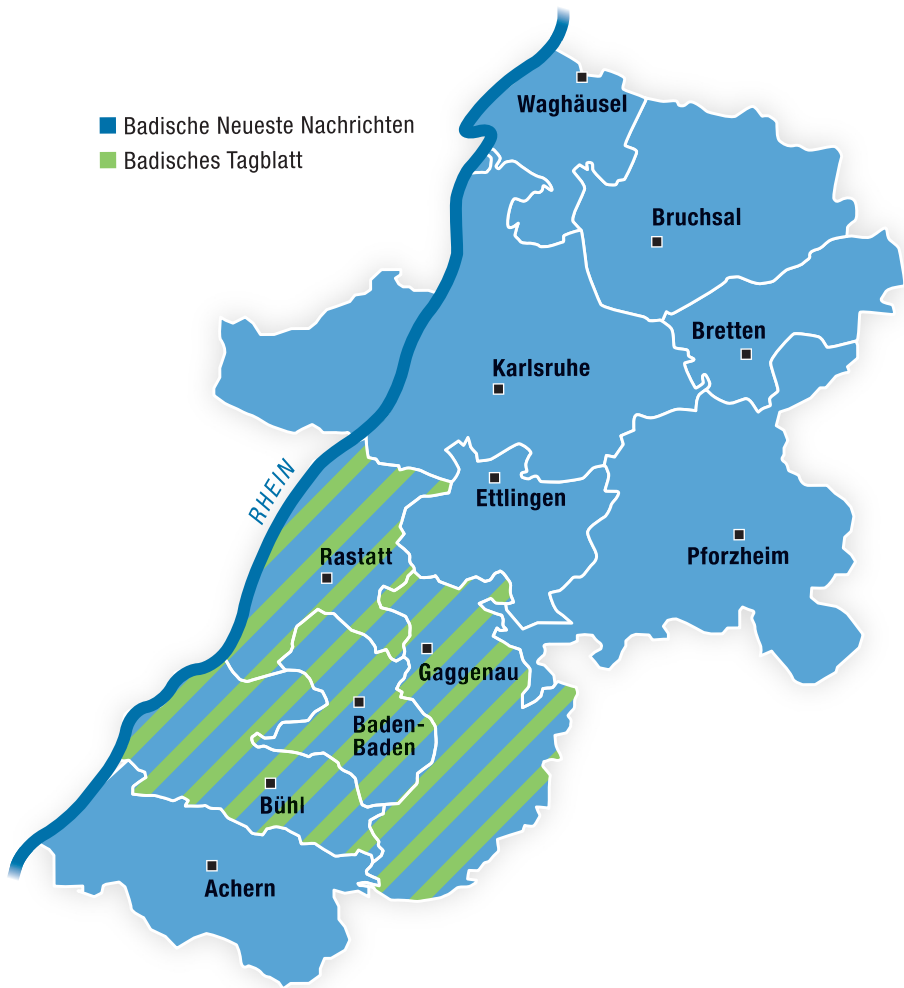 Waghäusel
Badische Neueste Nachrichten
Badisches Tagblatt
Bruchsal
Bretten
Karlsruhe
RHEIN
Ettlingen
Rastatt
Pforzheim
Gaggenau
Baden-
Baden
Bühl
Achern